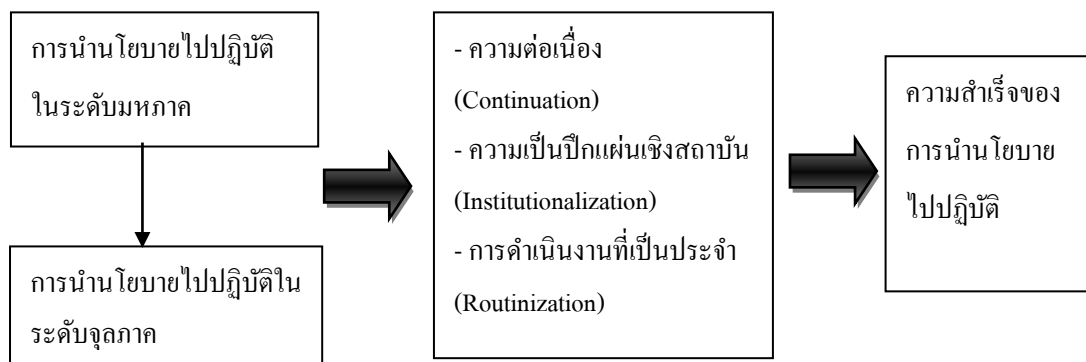 การนำนโยบายไปปฏิบัติ
ในระดับมหภาค
การนำนโยบายไปปฏิบัติใน
ระดับจุลภาค
- ความต่อเนื่อง
(Continuation)
- ความเป็นปึกแผ่นเชิงสถาบัน
(Institutionalization)
- การดำเนินงานที่เป็นประจำ
(Routinization)
ความสำเร็จของ
การนำนโยบาย
ไปปฏิบัติ